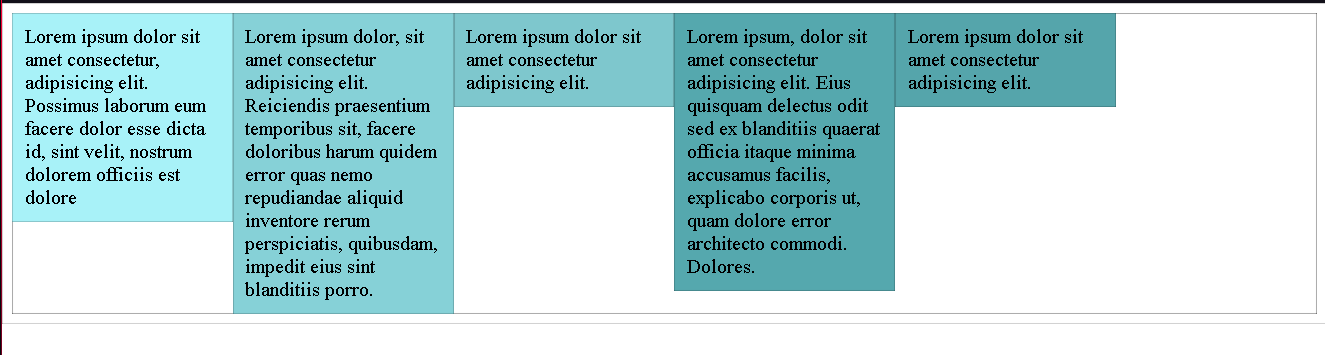 Lorem ipsum dolor sit
amet consectetur,
adipisicing elit.
Possimus laborum eum
facere dolor esse dicta
id, sint velit, nostrum
dolorem officiis est
dolore
Lorem ipsum dolor, sit
amet consectetur
adipisicing elit.
Reiciendis praesentium
temporibus sit, facere
doloribus harum quidem
error quas nemo
repudiandae aliquid
inventore rerum
perspiciatis, quibusdam,
impedit eius sint
blanditiis porro.
Lorem ipsum dolor sit
amet consectetur
adipisicing elit.
Lorem ipsum, dolor sit
amet consectetur
adipisicing elit. Eius
quisquam delectus odit
sed ex blanditiis quaerat
officia itaque minima
accusamus facilis,
explicabo corporis ut,
quam dolore error
architecto commodi.
Dolores.
Lorem ipsum dolor sit
amet consectetur
adipisicing elit.